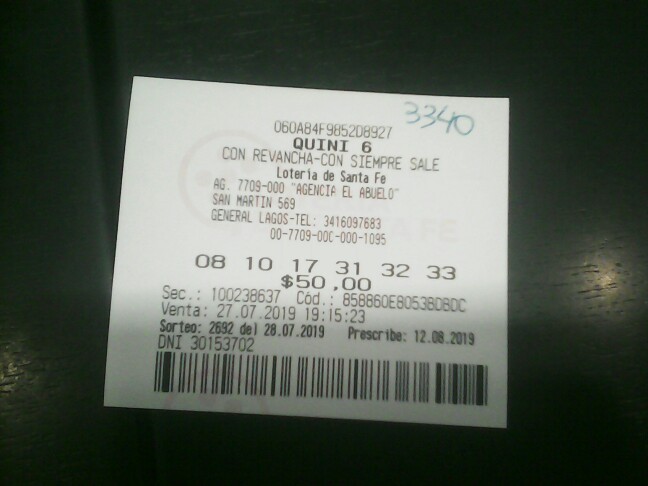 3340
060A84F9852D8927
QUINI 6
CON REVANCHA-CON SIEMPRE SALE
Lotería de Santa Fe
AG. 7709-000 "AGENCIA EL ABUELO"
SAN MARTIN 569
GENERAL LAGOS-TEL: 3416097683
00-7709-000-000-1095
08 10 17 31 32 33
$50,00
Sec.: 100238637 Cód.: 858860E8053BDBDC
Venta: 27.07.2019 19:15:23
Sorteo: 2692 del 28.07.2019 Prescribe: 12.08.2019
DNI 30153702